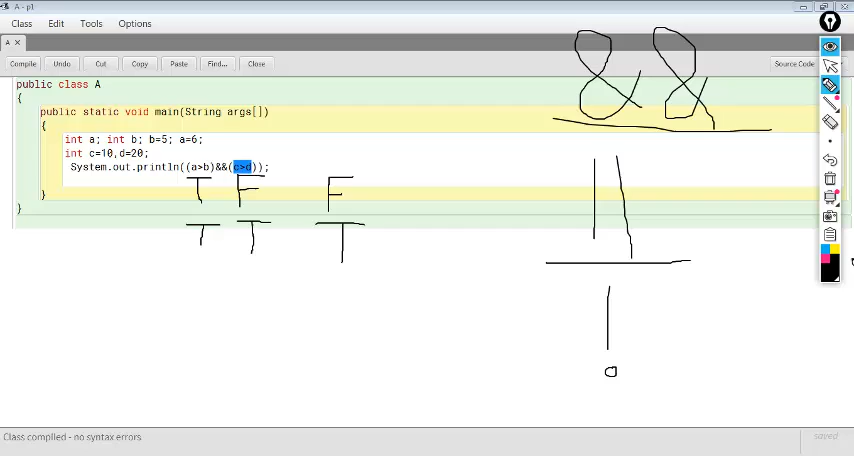 A - p1
Class Edit Tools Options
A ×
Compile Undo Cut Copy Paste Find... Close Source Code
public class A
{
public static void main(String args[])
{
int a; int b; b=5; a=6;
int c=10,d=20;
System.out.println((a>b)&&(c>d));
}
}
T F F
T T T
&&
||
!
Class compiled - no syntax errors
saved